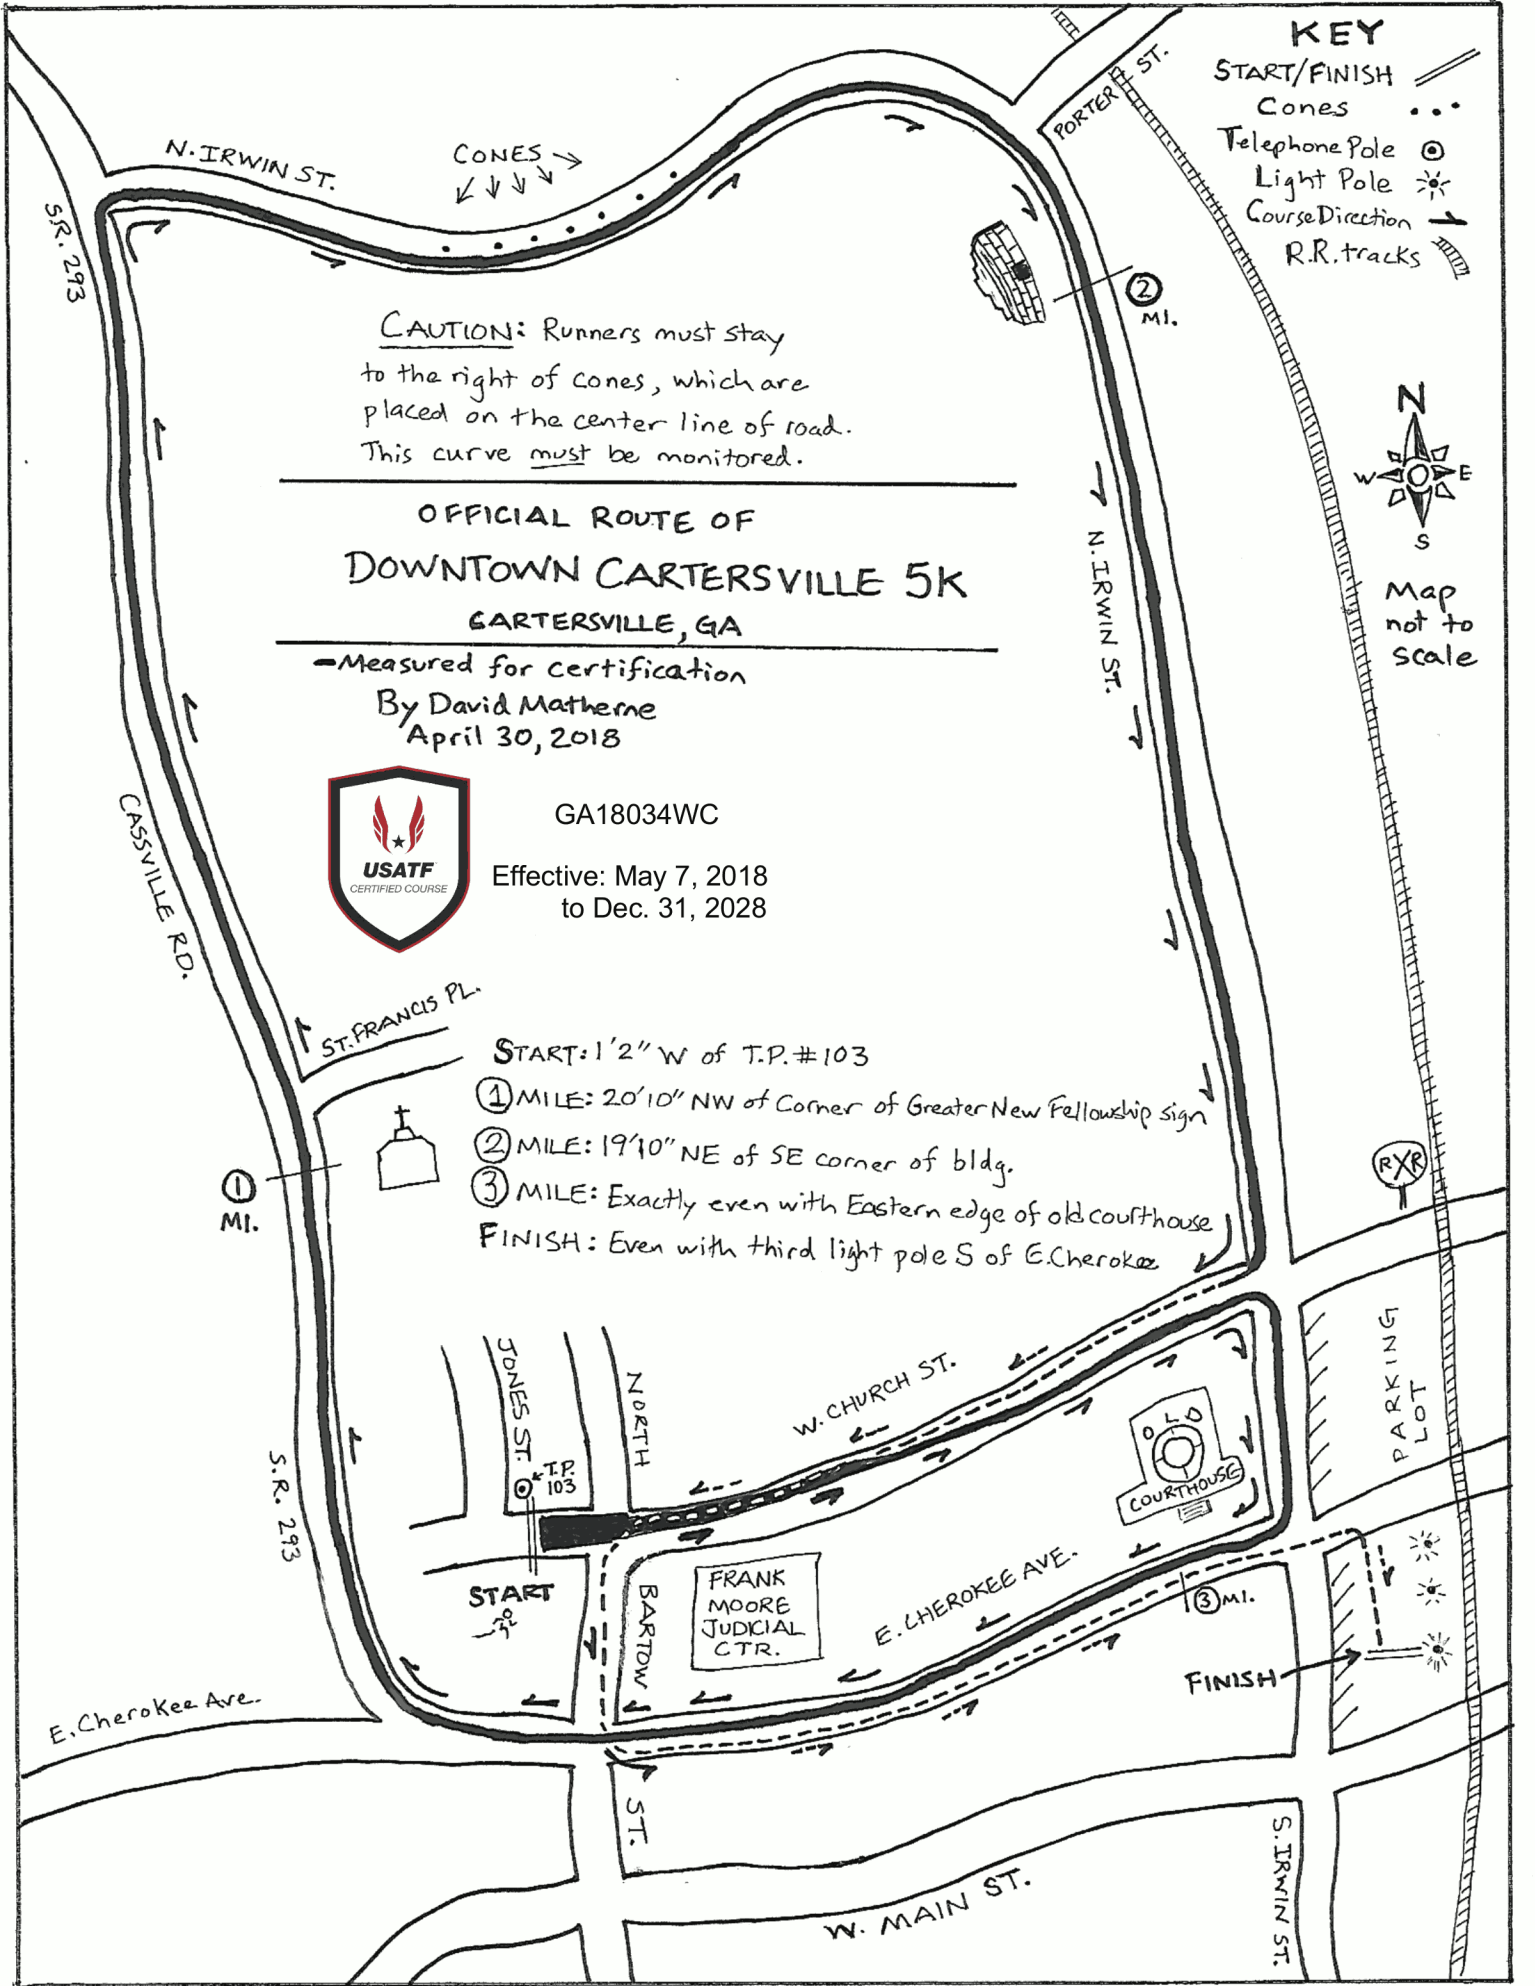 KEY
START/FINISH
Cones
Telephone Pole
Light Pole
Course Direction
R.R. tracks
PORTER ST.
N. IRWIN ST.
CONES
S.R. 293
2
MI.
CAUTION: Runners must stay
to the right of cones, which are
placed on the center line of road.
This curve must be monitored.
N
W E
S
Map
not to
scale
OFFICIAL ROUTE OF
DOWNTOWN CARTERSVILLE 5K
CARTERSVILLE, GA
N. IRWIN ST.
-Measured for certification
By David Matherne
April 30, 2018
USATF
CERTIFIED COURSE
GA18034WC
Effective: May 7, 2018
to Dec. 31, 2028
CASSVILLE RD.
ST. FRANCIS PL.
START: 1'2" W of T.P. #103
1 MILE: 20'10" NW of Corner of Greater New Fellowship sign
2 MILE: 19'10" NE of SE corner of bldg.
3 MILE: Exactly even with Eastern edge of old courthouse
FINISH: Even with third light pole S of E. Cherokee
1
MI.
RXR
JONES ST.
NORTH
W. CHURCH ST.
PARKING
LOT
T.P.
103
OLD
COURTHOUSE
S.R. 293
START
BARTON
FRANK
MOORE
JUDICIAL
CTR.
E. CHEROKEE AVE.
3 MI.
FINISH
E. Cherokee Ave.
ST.
W. MAIN ST.
S. IRWIN ST.